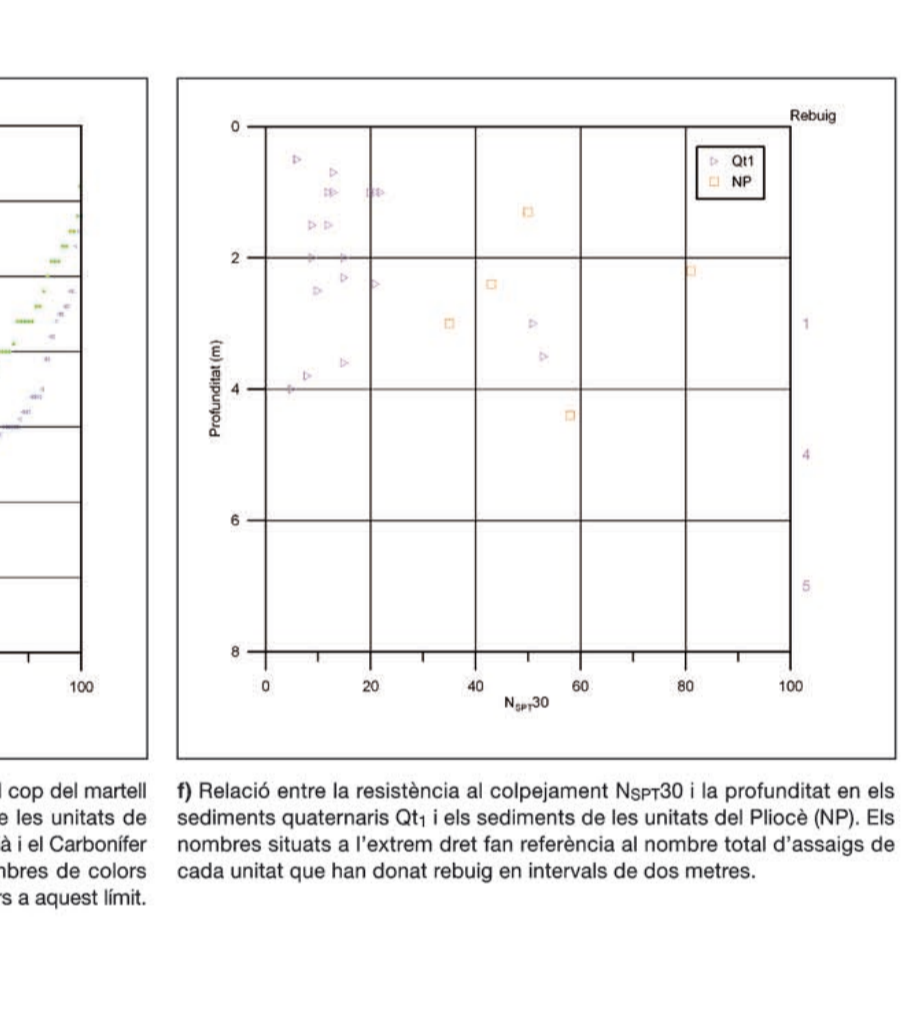 Rebuig
0
Qt1
NP
2
1
Profunditat (m)
4
4
6
5
8
100
0
20
40
60
80
100
NSPT30
cop del martell
e les unitats de
à i el Carbonífer
nbres de colors
s a aquest límit.
f) Relació entre la resistència al colpejament NSPT30 i la profunditat en els
sediments quaternaris Qt1 i els sediments de les unitats del Pliocè (NP). Els
nombres situats a l'extrem dret fan referència al nombre total d'assaigs de
cada unitat que han donat rebuig en intervals de dos metres.